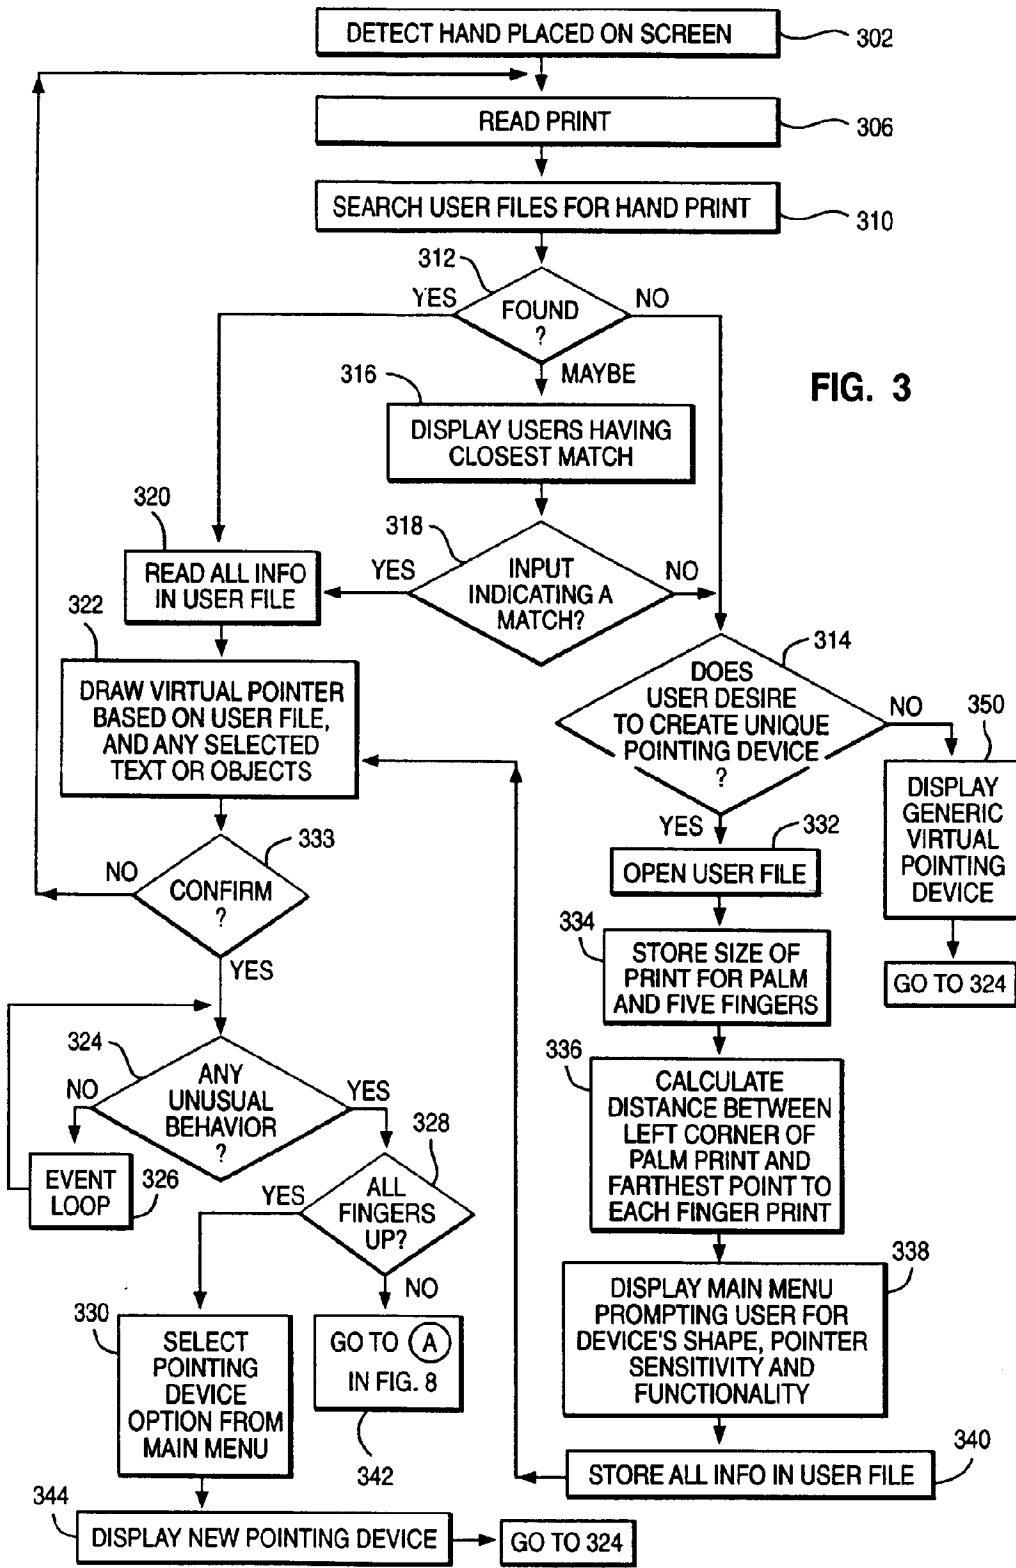 DETECT HAND PLACED ON SCREEN
302
READ PRINT
306
SEARCH USER FILES FOR HAND PRINT
310
312
YES
FOUND
?
NO
MAYBE
316
FIG. 3
DISPLAY USERS HAVING
CLOSEST MATCH
320
318
READ ALL INFO
IN USER FILE
YES
INPUT
INDICATING A
MATCH?
NO
322
314
DRAW VIRTUAL POINTER
BASED ON USER FILE,
AND ANY SELECTED
TEXT OR OBJECTS
DOES
USER DESIRE
TO CREATE UNIQUE
POINTING DEVICE
?
NO
350
DISPLAY
GENERIC
VIRTUAL
POINTING
DEVICE
GO TO 324
YES
332
OPEN USER FILE
333
NO
CONFIRM
?
YES
334
STORE SIZE OF
PRINT FOR PALM
AND FIVE FINGERS
324
NO
ANY
UNUSUAL
BEHAVIOR
?
YES
336
CALCULATE
DISTANCE BETWEEN
LEFT CORNER OF
PALM PRINT AND
FARTHEST POINT TO
EACH FINGER PRINT
328
EVENT
LOOP
326
YES
ALL
FINGERS
UP?
NO
338
DISPLAY MAIN MENU
PROMPTING USER FOR
DEVICE'S SHAPE, POINTER
SENSITIVITY AND
FUNCTIONALITY
330
SELECT
POINTING
DEVICE
OPTION FROM
MAIN MENU
GO TO A
IN FIG. 8
342
340
STORE ALL INFO IN USER FILE
344
DISPLAY NEW POINTING DEVICE
GO TO 324